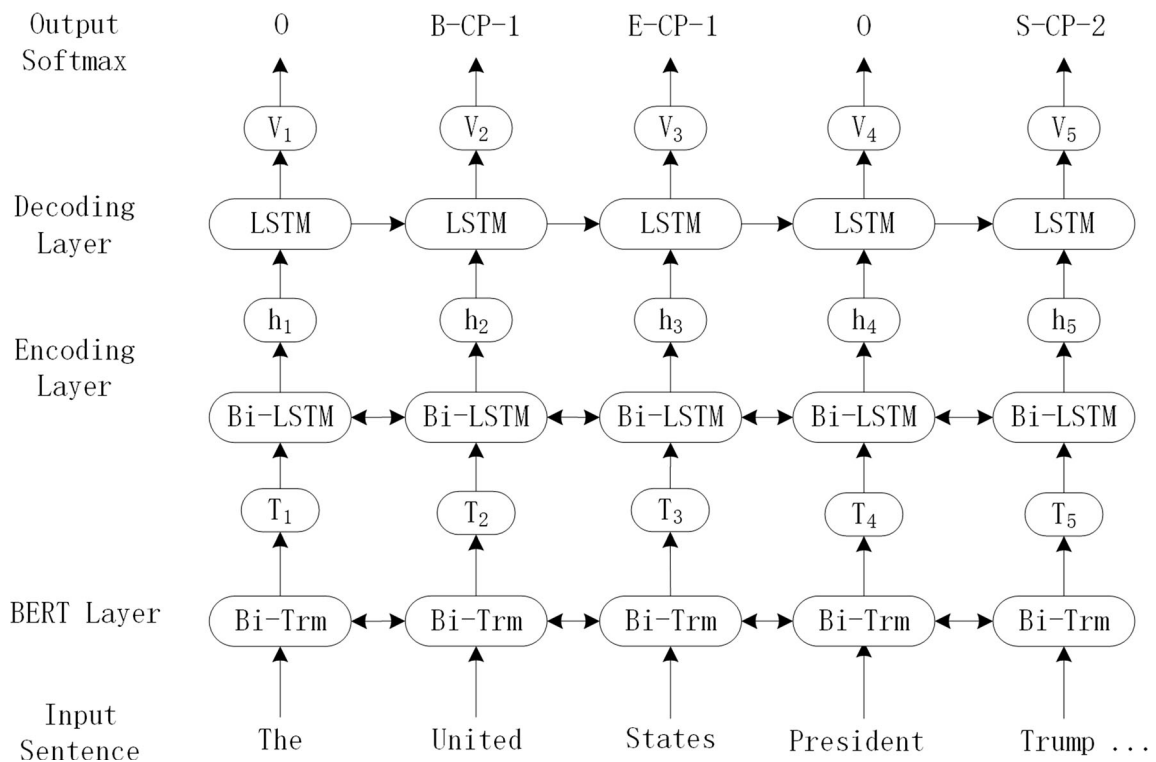 Output
Softmax
O B-CP-1 E-CP-1 O S-CP-2
V₁ V₂ V₃ V₄ V₅
Decoding
Layer
LSTM LSTM LSTM LSTM LSTM
h₁ h₂ h₃ h₄ h₅
Encoding
Layer
Bi-LSTM Bi-LSTM Bi-LSTM Bi-LSTM Bi-LSTM
T₁ T₂ T₃ T₄ T₅
BERT Layer
Bi-Trm Bi-Trm Bi-Trm Bi-Trm Bi-Trm
Input
Sentence
The United States President Trump ...